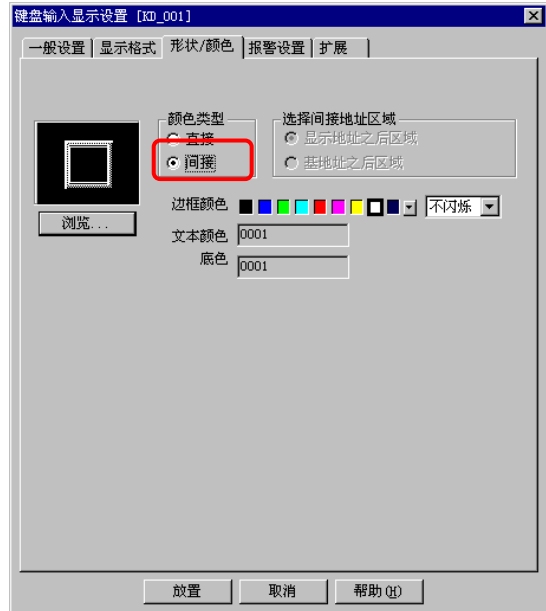 键盘输入显示设置 [KD_001]
一般设置 显示格式 形状/颜色 报警设置 扩展
颜色类型 选择间接地址区域
直接 显示地址之后区域
间接 基地址之后区域
浏览...
边框颜色 不闪烁
文本颜色 0001
底色 0001
放置 取消 帮助(H)